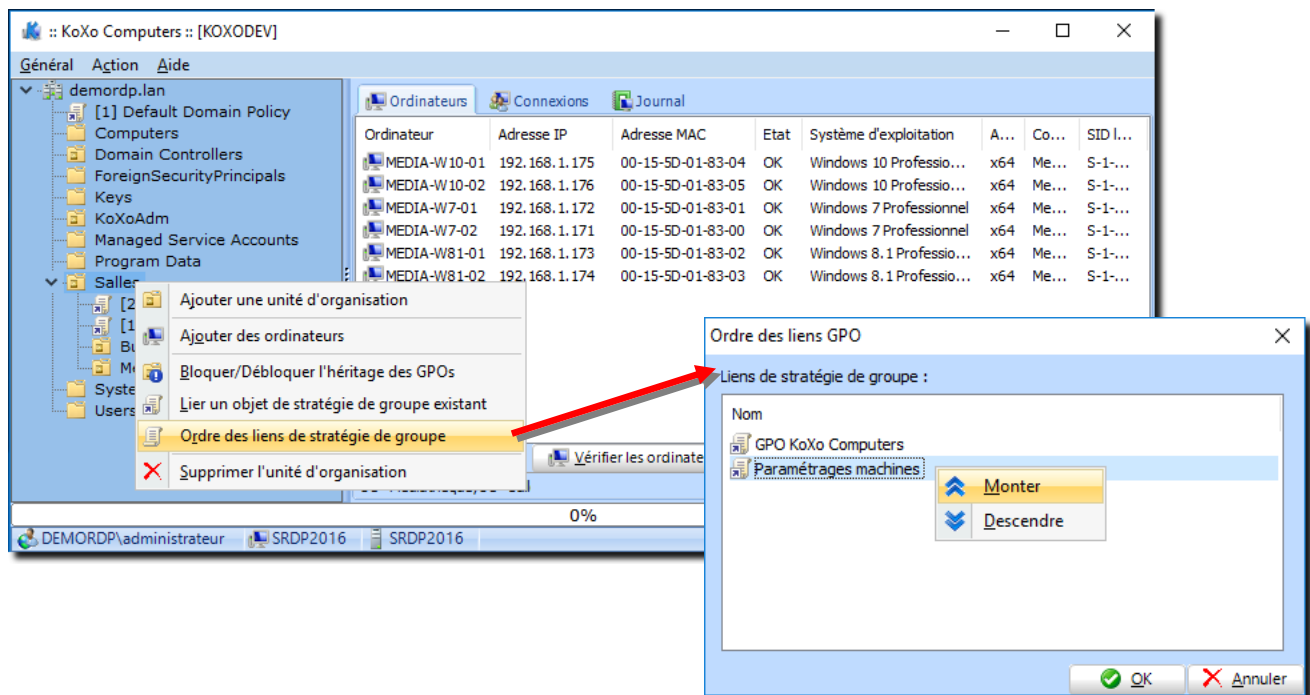 :: KoXo Computers :: [KOXODEV]
Général Action Aide
demordp.lan
[1] Default Domain Policy
Computers
Domain Controllers
ForeignSecurityPrincipals
Keys
KoXoAdm
Managed Service Accounts
Program Data
Salles
[2
[1
Bu
Me
Syste
Users
Ordinateurs Connexions Journal
Ordinateur Adresse IP Adresse MAC Etat Système d'exploitation A... Co... SID l...
MEDIA-W10-01 192.168.1.175 00-15-5D-01-83-04 OK Windows 10 Professio... x64 Me... S-1-...
MEDIA-W10-02 192.168.1.176 00-15-5D-01-83-05 OK Windows 10 Professio... x64 Me... S-1-...
MEDIA-W7-01 192.168.1.172 00-15-5D-01-83-01 OK Windows 7 Professionnel x64 Me... S-1-...
MEDIA-W7-02 192.168.1.171 00-15-5D-01-83-00 OK Windows 7 Professionnel x64 Me... S-1-...
MEDIA-W81-01 192.168.1.173 00-15-5D-01-83-02 OK Windows 8.1 Professio... x64 Me... S-1-...
MEDIA-W81-02 192.168.1.174 00-15-5D-01-83-03 OK Windows 8.1 Professio... x64 Me... S-1-...
Ajouter une unité d'organisation
Ajouter des ordinateurs
Bloquer/Débloquer l'héritage des GPOs
Lier un objet de stratégie de groupe existant
Ordre des liens de stratégie de groupe
Supprimer l'unité d'organisation
Vérifier les ordinate
0%
DEMORDP\administrateur SRDP2016 SRDP2016
Ordre des liens GPO
Liens de stratégie de groupe :
Nom
GPO KoXo Computers
Paramétrages machines
Monter
Descendre
OK Annuler